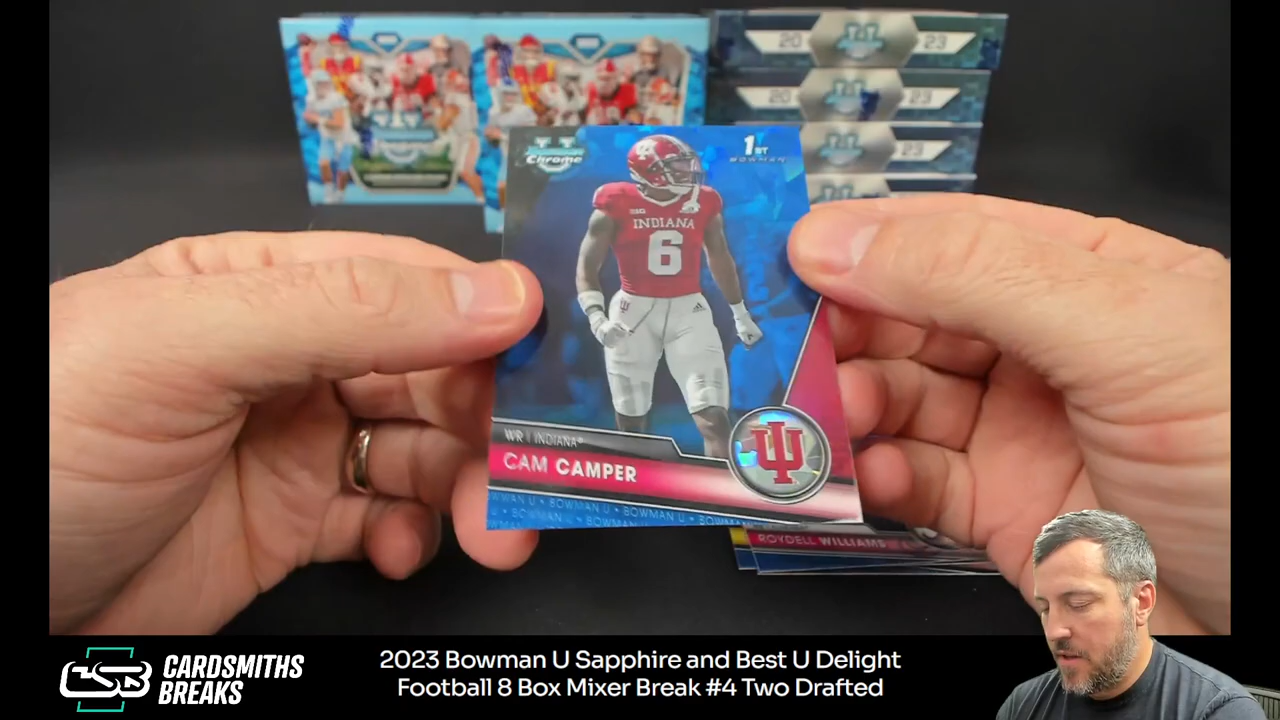 20 23
20 23
23
U
Chrome
1ST
BOWMAN
B1G
INDIANA
6
WR | INDIANA®
CAM CAMPER
BOWMAN U • BOWMAN U • BOWMAN U
ROYDELL WILLIAMS
CSB
CARDSMITHS
BREAKS
2023 Bowman U Sapphire and Best U Delight
Football 8 Box Mixer Break #4 Two Drafted